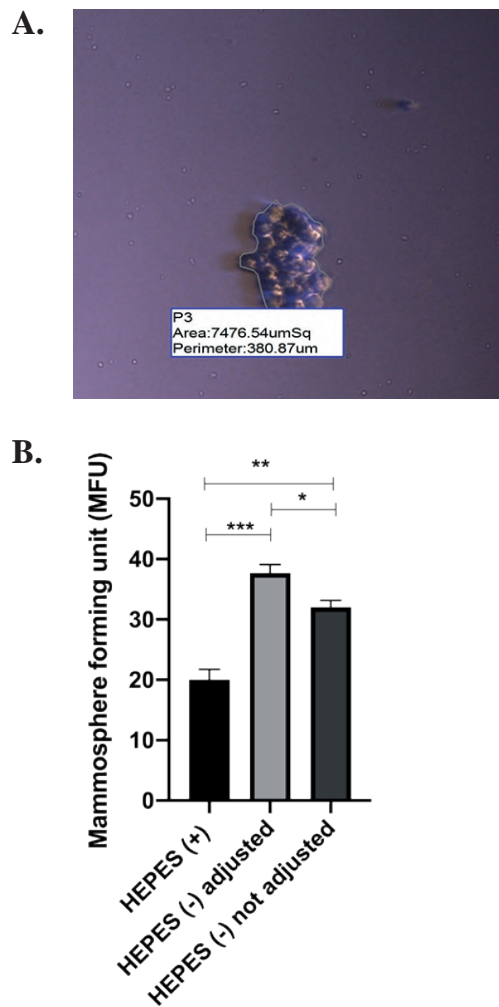 A.
P3
Area:7476.54umSq
Perimeter:380.87um
B.
Mammosphere forming unit (MFU)
50
40
30
20
10
0
**
*
***
HEPES (+)
HEPES (-) adjusted
HEPES (-) not adjusted